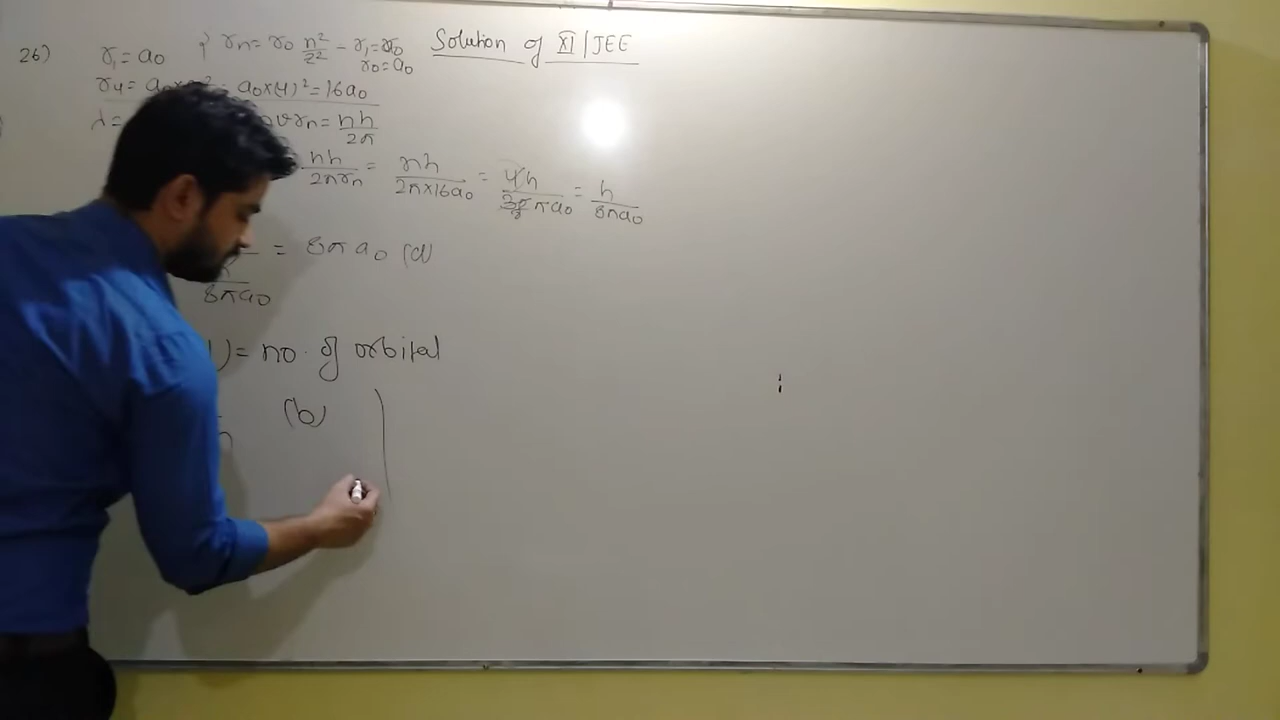 Solution of XI/JEE
26) r₁ = a₀ rₙ = r₀ n²/z² - r₁ = r₀
r₀ = a₀
r₄ = a₀ × a₀ × (4)² = 16a₀
λ = vrₙ = nh/2π
nh/2πrₙ = nh/2π×16a₀ = 4h/32πa₀ = h/8πa₀
= 8πa₀ (d)
8πa₀
) = no. of orbital
(b)